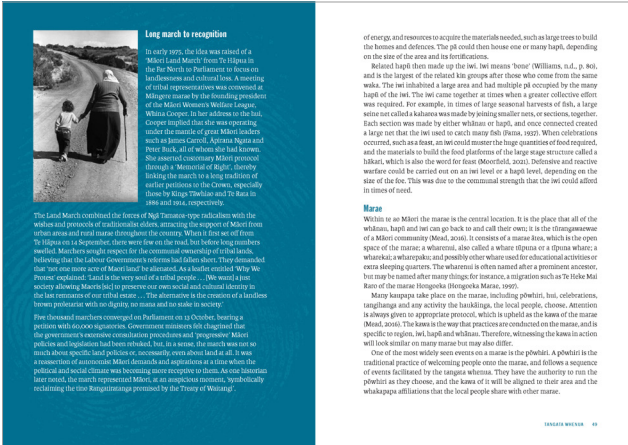 Long march to recognition
In early 1975, the idea was raised of a
'Māori Land March' from Te Hāpua in
the Far North to Parliament to focus on
landlessness and cultural loss. A meeting
of tribal representatives was convened at
Māngere marae by the founding president
of the Māori Women's Welfare League,
Whina Cooper. In her address to the hui,
Cooper implied that she was operating
under the mantle of great Māori leaders
such as James Carroll, Āpirana Ngata and
Peter Buck, all of whom she had known.
She asserted customary Māori protocol
through a 'Memorial of Right', thereby
linking the march to a long tradition of
earlier petitions to the Crown, especially
those by Kings Tāwhiao and Te Rata in
1886 and 1914, respectively.
The Land March combined the forces of Ngā Tamatoa-type radicalism with the
wishes and protocols of traditionalist elders, attracting the support of Māori from
urban areas and rural marae throughout the country. When it first set off from
Te Hāpua on 14 September, there were few on the road, but before long numbers
swelled. Marchers sought respect for the communal ownership of tribal lands,
believing that the Labour Government's reforms had fallen short. They demanded
that 'not one more acre of Maori land' be alienated. As a leaflet entitled 'Why We
Protest' explained: 'Land is the very soul of a tribal people . . . [We want] a just
society allowing Maoris [sic] to preserve our own social and cultural identity in
the last remnants of our tribal estate . . . The alternative is the creation of a landless
brown proletariat with no dignity, no mana and no stake in society.'
Five thousand marchers converged on Parliament on 13 October, bearing a
petition with 60,000 signatories. Government ministers felt chagrined that
the government's extensive consultation procedures and 'progressive' Māori
policies and legislation had been rebuked, but, in a sense, the march was not so
much about specific land policies or, necessarily, even about land at all. It was
a reassertion of autonomist Māori demands and aspirations at a time when the
political and social climate was becoming more receptive to them. As one historian
later noted, the march represented Māori, at an auspicious moment, 'symbolically
reclaiming the tino Rangatiratanga promised by the Treaty of Waitangi'.
of energy, and resources to acquire the materials needed, such as large trees to build
the homes and defences. The pā could then house one or many hapū, depending
on the size of the area and its fortifications.
Related hapū then made up the iwi. Iwi means 'bone' (Williams, n.d., p. 80),
and is the largest of the related kin groups after those who come from the same
waka. The iwi inhabited a large area and had multiple pā occupied by the many
hapū of the iwi. The iwi came together at times when a greater collective effort
was required. For example, in times of large seasonal harvests of fish, a large
seine net called a kaharoa was made by joining smaller nets, or sections, together.
Each section was made by either whānau or hapū, and once connected created
a large net that the iwi used to catch many fish (Pama, 1937). When celebrations
occurred, such as a feast, an iwi could muster the huge quantities of food required,
and the materials to build the food platforms of the large stage structure called a
hākari, which is also the word for feast (Moorfield, 2021). Defensive and reactive
warfare could be carried out on an iwi level or a hapū level, depending on the
size of the foe. This was due to the communal strength that the iwi could afford
in times of need.
Marae
Within te ao Māori the marae is the central location. It is the place that all of the
whānau, hapū and iwi can go back to and call their own; it is the tūrangawaewae
of a Māori community (Mead, 2016). It consists of a marae ātea, which is the open
space of the marae; a wharenui, also called a whare tūpuna or a tīpuna whare; a
wharekai; a wharepaku; and possibly other whare used for educational activities or
extra sleeping quarters. The wharenui is often named after a prominent ancestor,
but may be named after many things; for instance, a migration such as Te Heke Mai
Raro of the marae Hongoeka (Hongoeka Marae, 1997).
Many kaupapa take place on the marae, including pōwhiri, hui, celebrations,
tangihanga and any activity the haukāinga, the local people, choose. Attention
is always given to appropriate protocol, which is upheld as the kawa of the marae
(Mead, 2016). The kawa is the way that practices are conducted on the marae, and is
specific to region, iwi, hapū and whānau. Therefore, witnessing the kawa in action
will look similar on many marae but may also differ.
One of the most widely seen events on a marae is the pōwhiri. A pōwhiri is the
traditional practice of welcoming people onto the marae, and follows a sequence
of events facilitated by the tangata whenua. They have the authority to run the
pōwhiri as they choose, and the kawa of it will be aligned to their area and the
whakapapa affiliations that the local people share with other marae.
TANGATA WHENUA 49